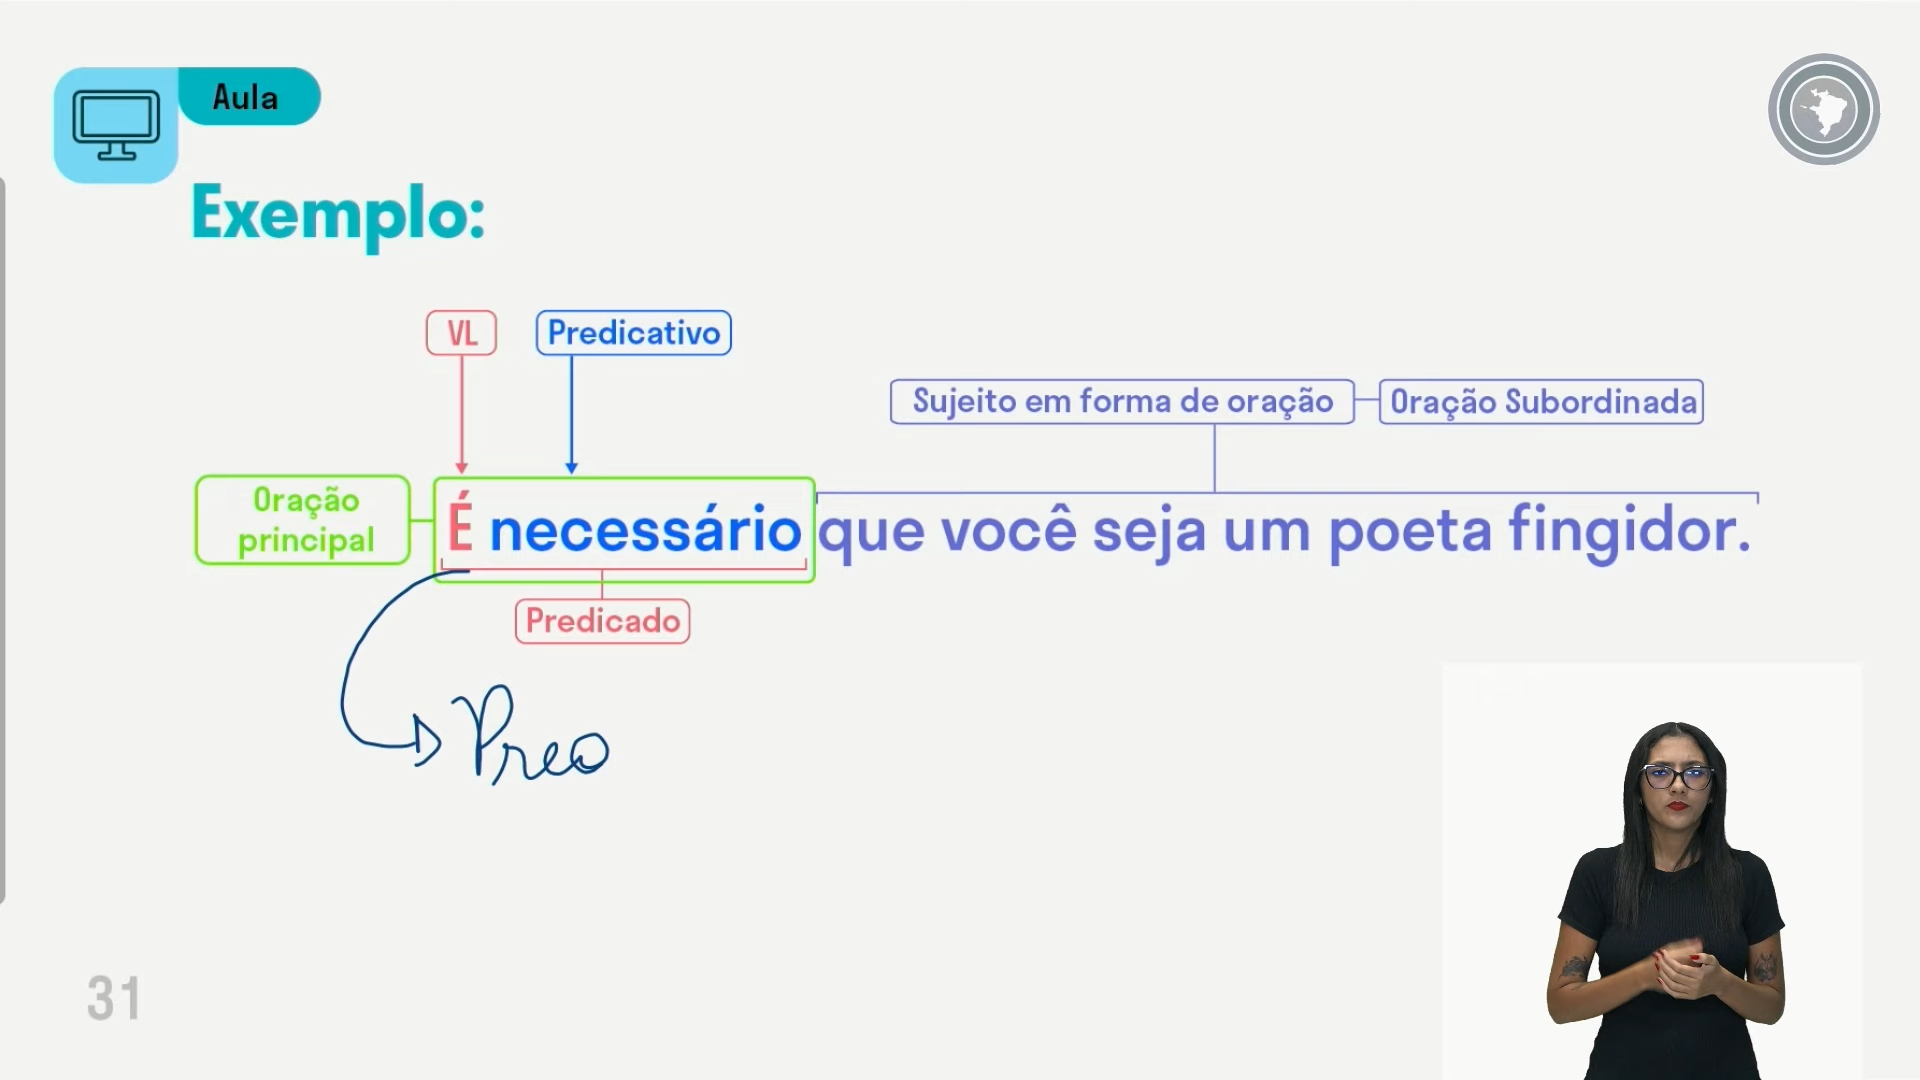 Aula
Exemplo:
VL
Predicativo
Sujeito em forma de oração
Oração Subordinada
Oração
principal
É necessário que você seja um poeta fingidor.
Predicado
31